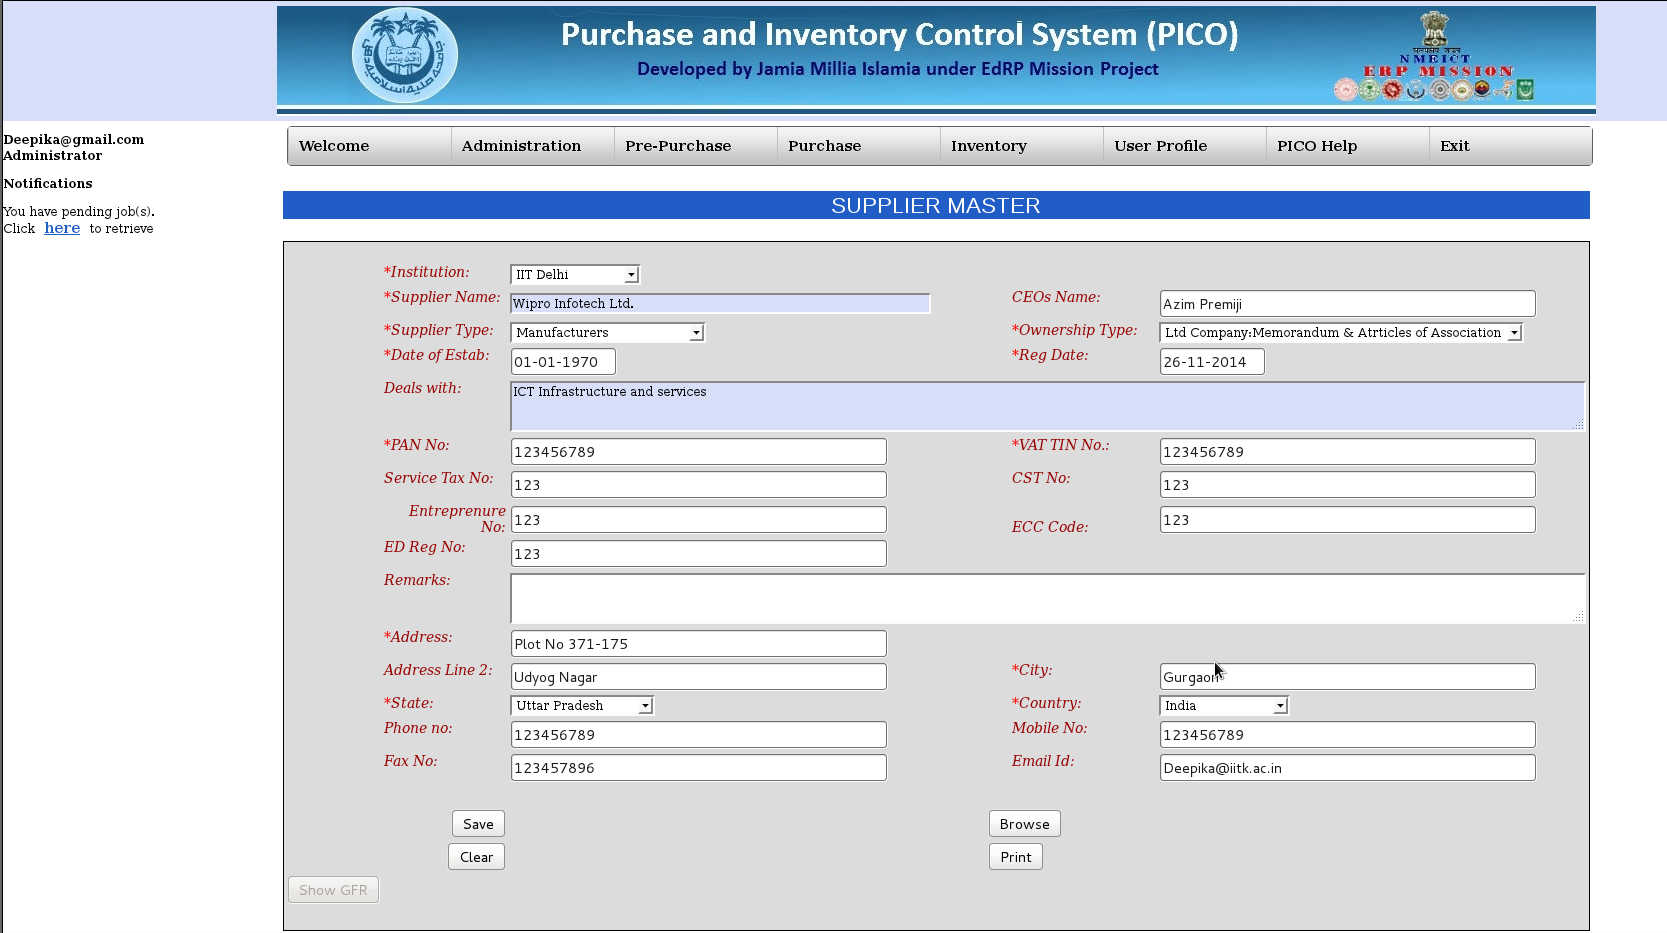 Purchase and Inventory Control System (PICO)
Developed by Jamia Millia Islamia under EdRP Mission Project
NMEICT
ERP MISSION
Deepika@gmail.com
Administrator
Notifications
You have pending job(s).
Click here to retrieve
Welcome Administration Pre-Purchase Purchase Inventory User Profile PICO Help Exit
SUPPLIER MASTER
*Institution: IIT Delhi
*Supplier Name: Wipro Infotech Ltd. CEOs Name: Azim Premiji
*Supplier Type: Manufacturers *Ownership Type: Ltd Company:Memorandum & Atrticles of Association
*Date of Estab: 01-01-1970 *Reg Date: 26-11-2014
Deals with: ICT Infrastructure and services
*PAN No: 123456789 *VAT TIN No.: 123456789
Service Tax No: 123 CST No: 123
Entreprenure
No: 123 ECC Code: 123
ED Reg No: 123
Remarks:
*Address: Plot No 371-175
Address Line 2: Udyog Nagar *City: Gurgaon
*State: Uttar Pradesh *Country: India
Phone no: 123456789 Mobile No: 123456789
Fax No: 123457896 Email Id: Deepika@iitk.ac.in
Save Browse
Clear Print
Show GFR